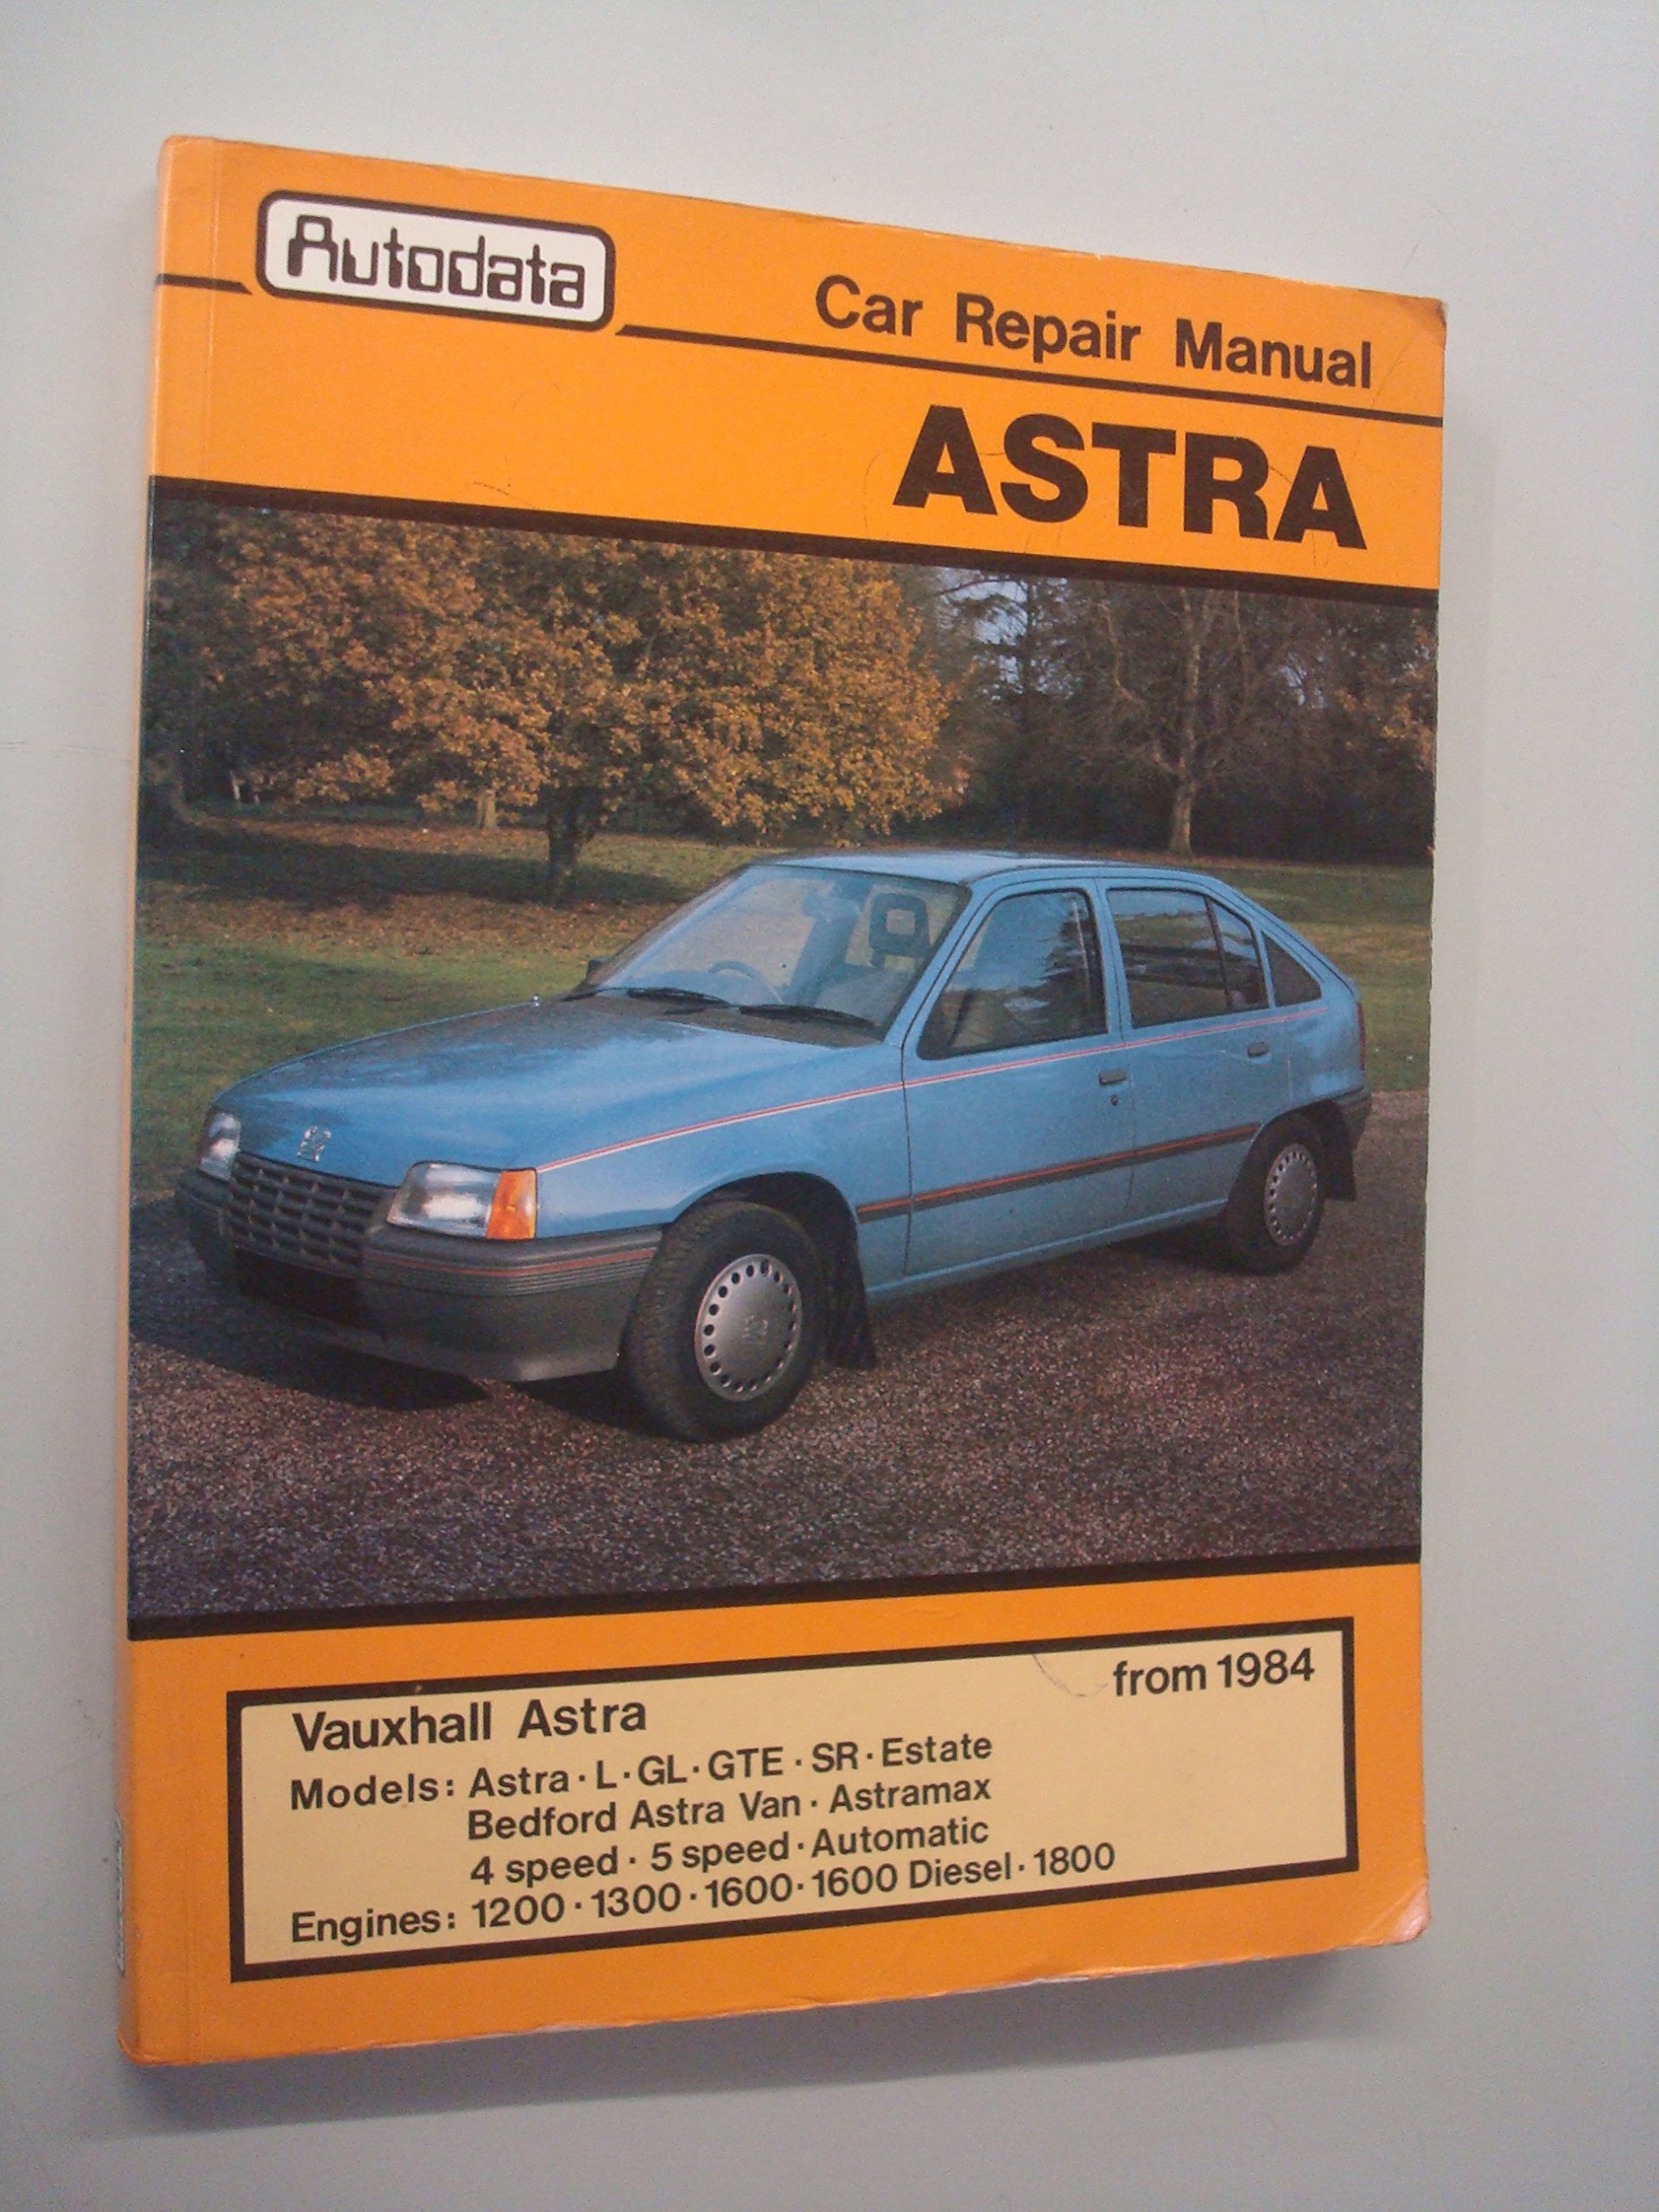 Autodata
Car Repair Manual
ASTRA
Vauxhall Astra
from 1984
Models: Astra · L · GL · GTE · SR · Estate
Bedford Astra Van · Astramax
4 speed · 5 speed · Automatic
Engines: 1200 · 1300 · 1600 · 1600 Diesel · 1800